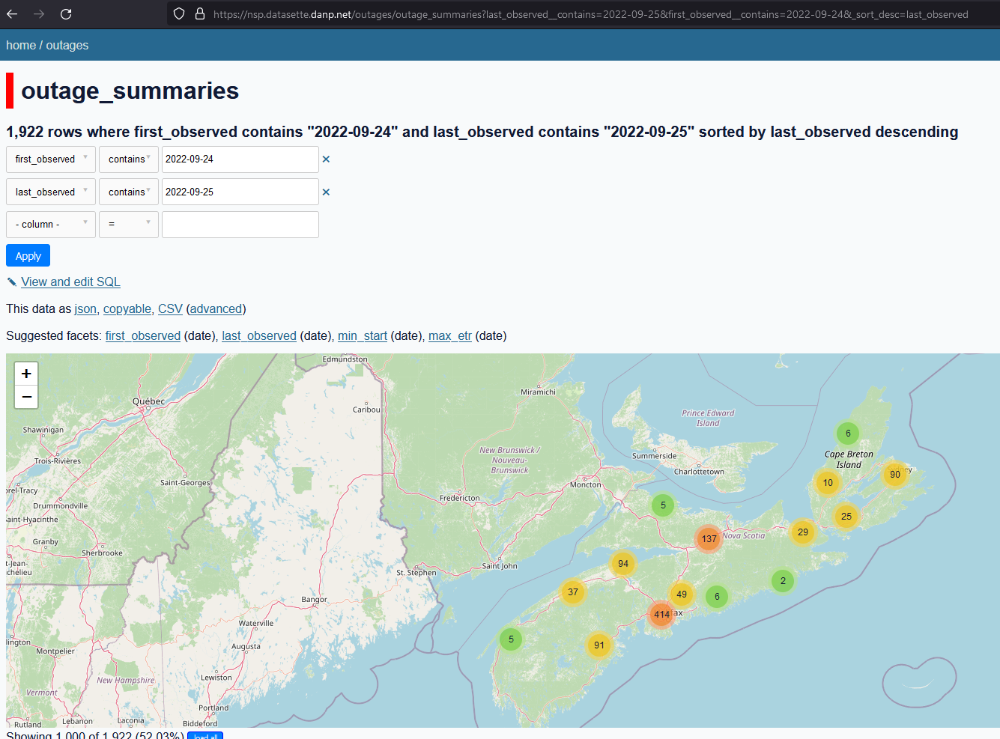 https://nsp.datasette.danp.net/outages/outage_summaries?last_observed__contains=2022-09-25&first_observed__contains=2022-09-24&_sort_desc=last_observed
home / outages
outage_summaries
1,922 rows where first_observed contains "2022-09-24" and last_observed contains "2022-09-25" sorted by last_observed descending
first_observed contains 2022-09-24
last_observed contains 2022-09-25
- column - =
Apply
View and edit SQL
This data as json, copyable, CSV (advanced)
Suggested facets: first_observed (date), last_observed (date), min_start (date), max_etr (date)
+
−
Edmundston
Miramichi
Québec
Caribou
Prince Edward
Island
Shawinigan
6
New Brunswick /
Nouveau-
Brunswick
Cape Breton
Island
Summerside
Trois-Rivières
Charlottetown
90
Sydney
Saint-Georges
10
Moncton
orel-Tracy
Fredericton
Drummondville
5
25
aint-Hyacinthe
29
Nova Scotia
137
Granby
Sherbrooke
t-Jean-
chelieu
94
Saint John
St. Stephen
2
37
49
6
Bangor
414
fax
Waterville
5
91
lington
Augusta
Montpelier
Lewiston
New Hampshire
Vermont
Portland
Rutland
Lebanon
Laconia
Biddeford
Showing 1,000 of 1,922 (52.03%) load all